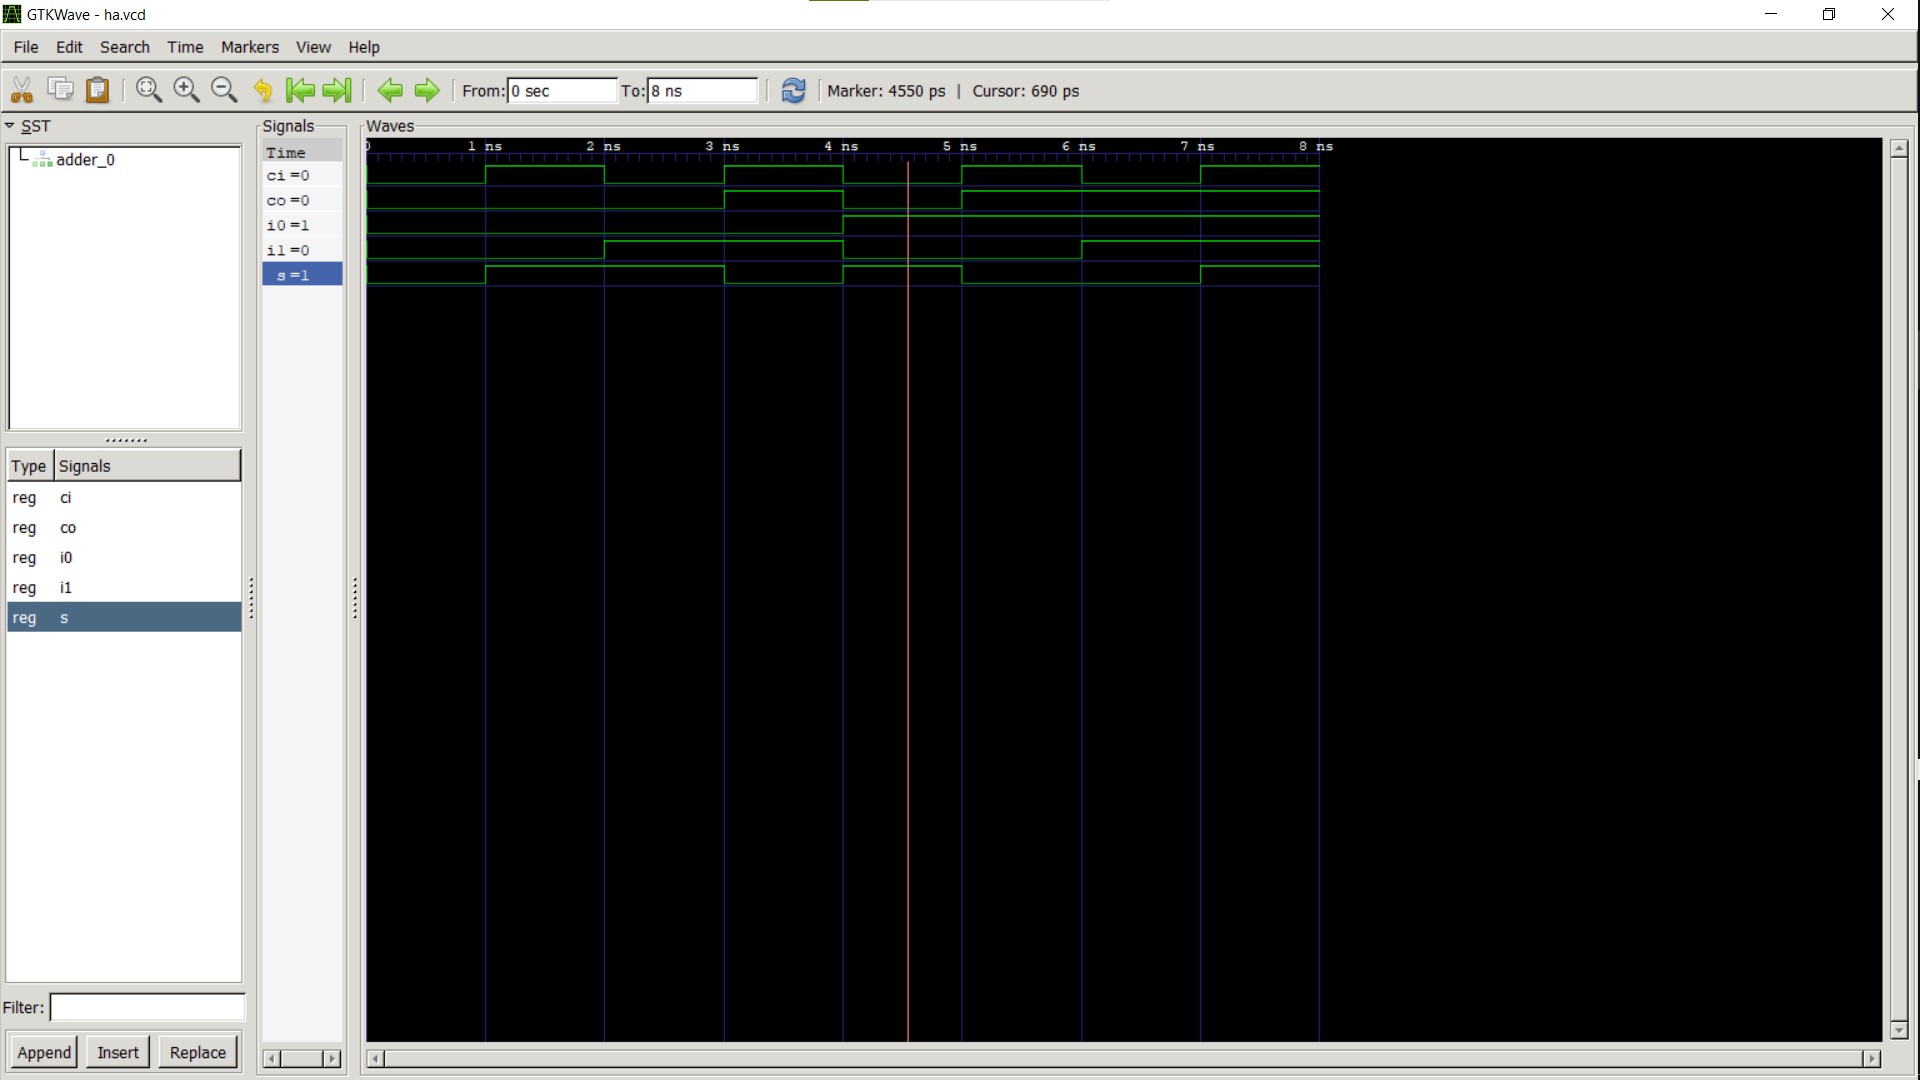 GTKWave - ha.vcd
File Edit Search Time Markers View Help
From: 0 sec To: 8 ns Marker: 4550 ps | Cursor: 690 ps
SST
adder_0
Type Signals
reg ci
reg co
reg i0
reg i1
reg s
Filter:
Append Insert Replace
Signals
Time
ci=0
co=0
i0=1
i1=0
s=1
Waves
0 1 ns 2 ns 3 ns 4 ns 5 ns 6 ns 7 ns 8 ns